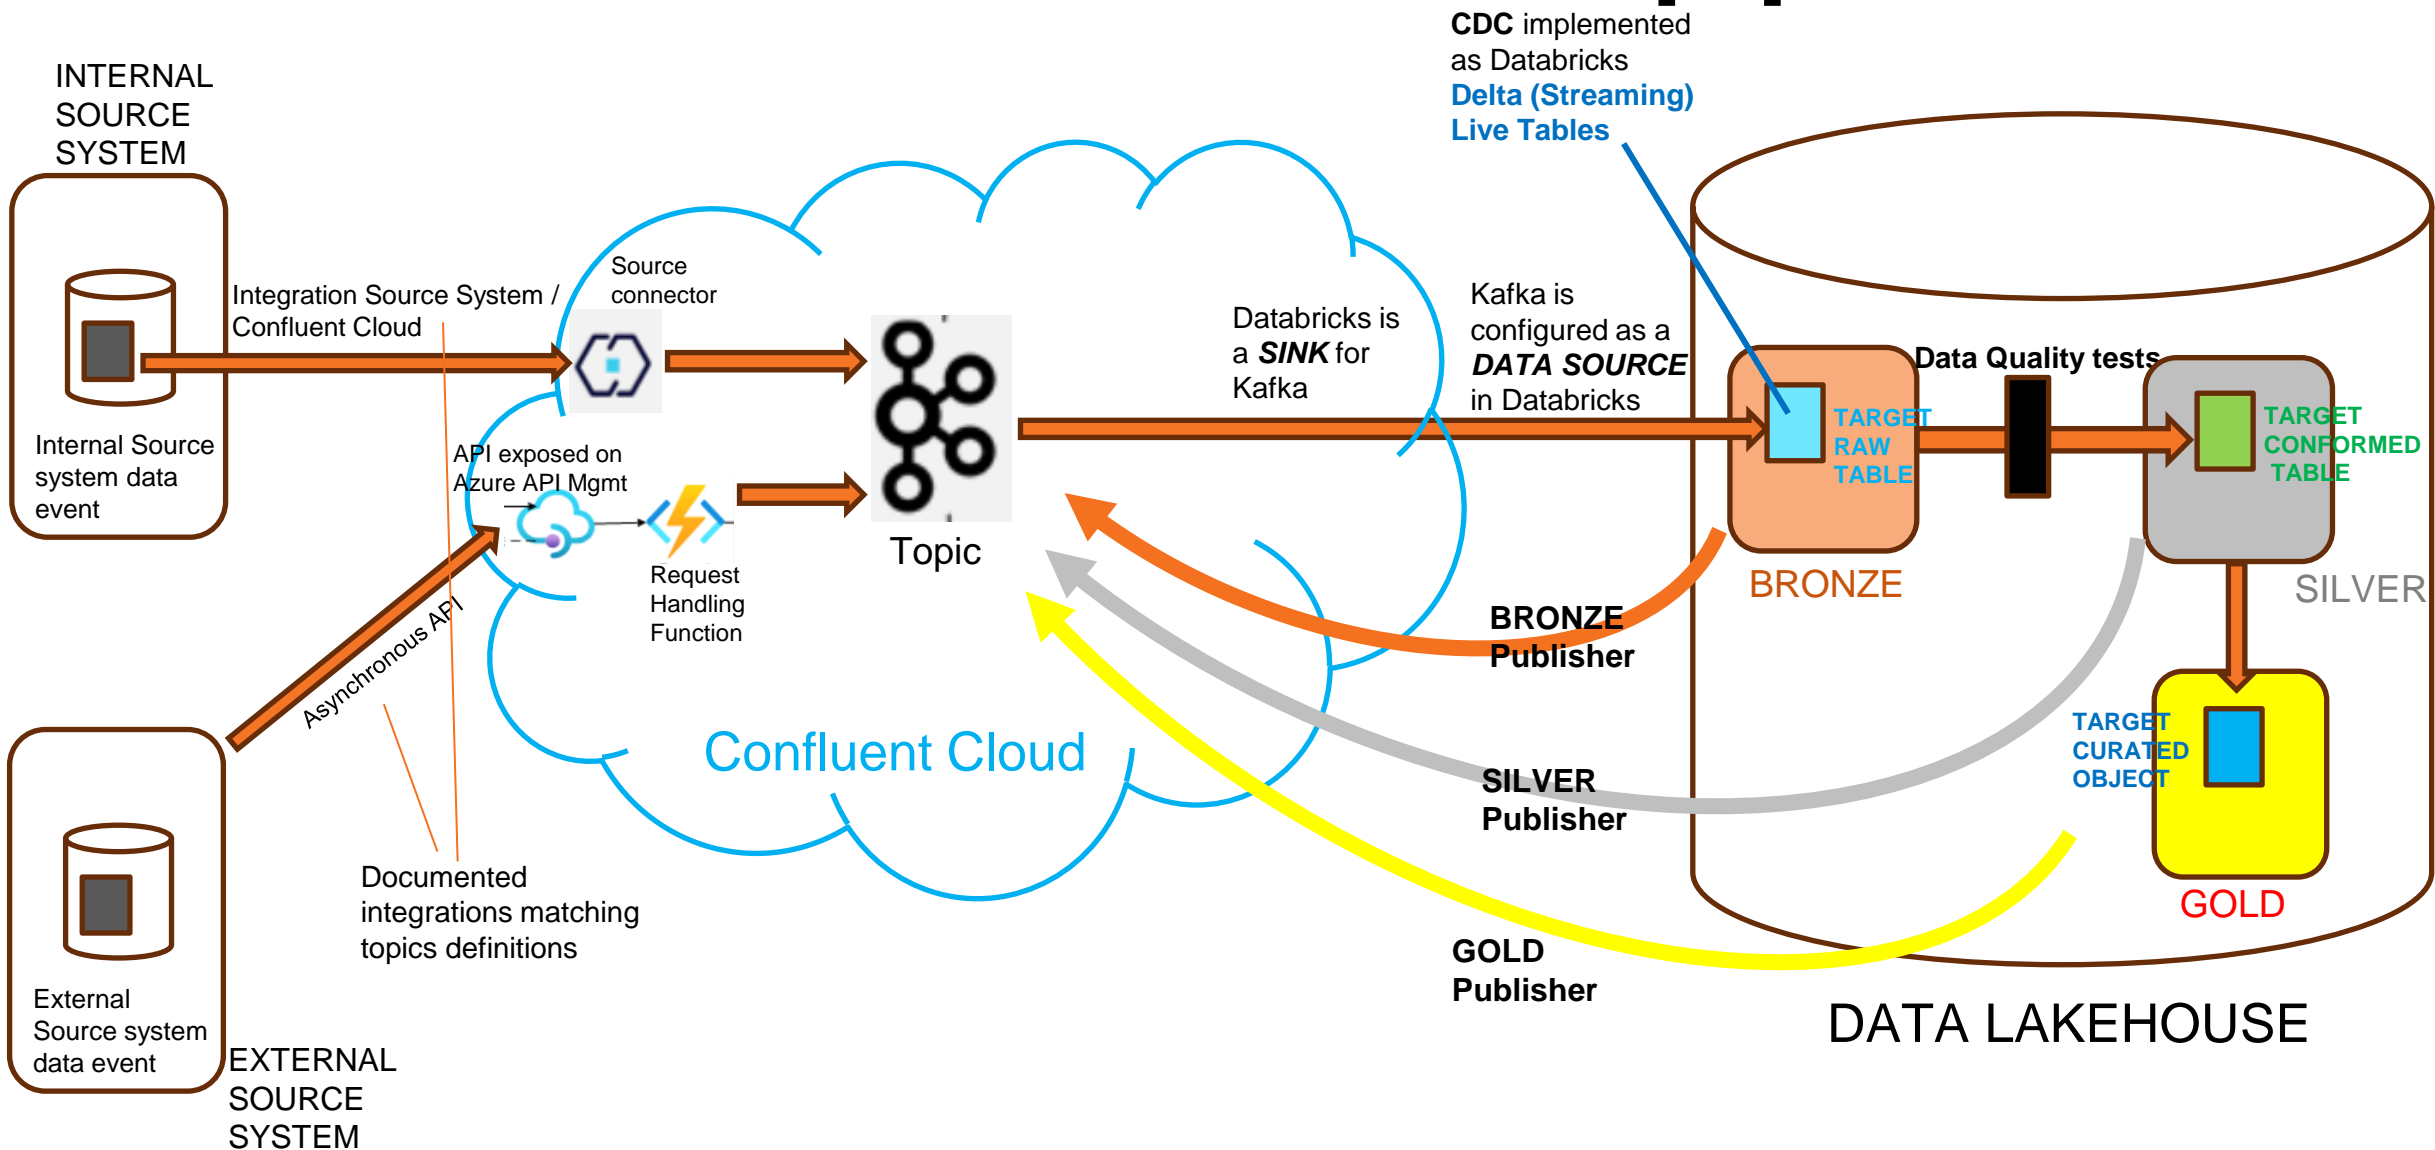 CDC implemented
as Databricks
Delta (Streaming)
Live Tables
INTERNAL
SOURCE
SYSTEM
Internal Source
system data
event
Integration Source System /
Confluent Cloud
Source
connector
API exposed on
Azure API Mgmt
Request
Handling
Function
Asynchronous API
Topic
Confluent Cloud
Databricks is
a SINK for
Kafka
Kafka is
configured as a
DATA SOURCE
in Databricks
Data Quality tests
TARGET
RAW
TABLE
BRONZE
TARGET
CONFORMED
TABLE
SILVER
TARGET
CURATED
OBJECT
GOLD
BRONZE
Publisher
SILVER
Publisher
GOLD
Publisher
DATA LAKEHOUSE
Documented
integrations matching
topics definitions
External
Source system
data event
EXTERNAL
SOURCE
SYSTEM